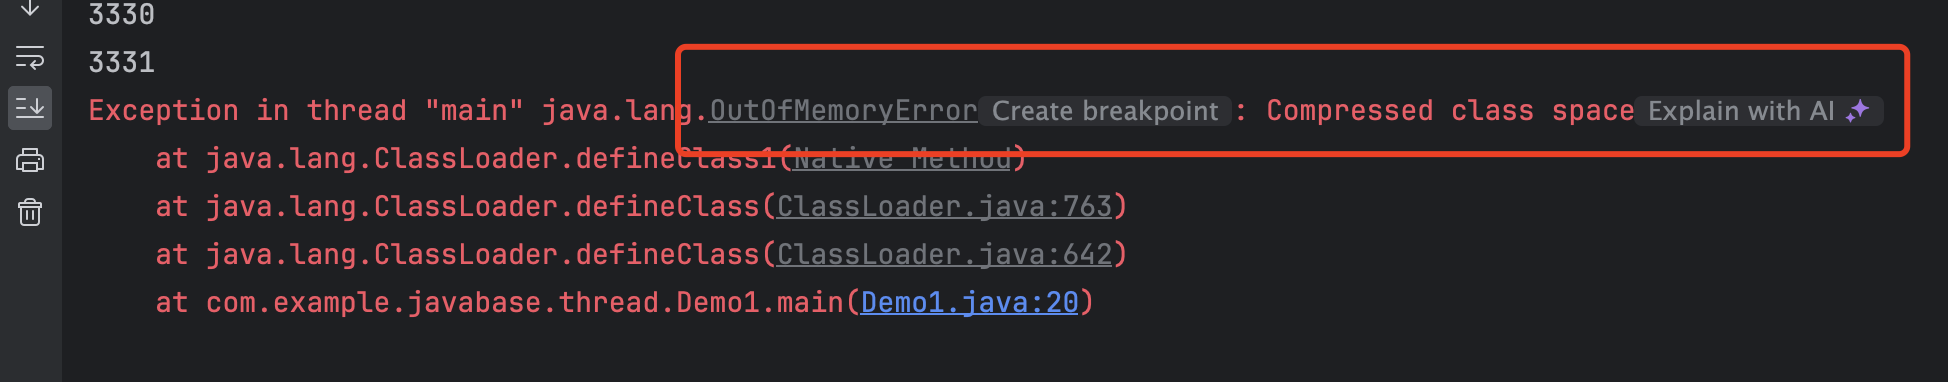 3330
3331
Exception in thread "main" java.lang.OutOfMemoryError Create breakpoint : Compressed class space Explain with AI
at java.lang.ClassLoader.defineClass1(Native Method)
at java.lang.ClassLoader.defineClass(ClassLoader.java:763)
at java.lang.ClassLoader.defineClass(ClassLoader.java:642)
at com.example.javabase.thread.Demo1.main(Demo1.java:20)